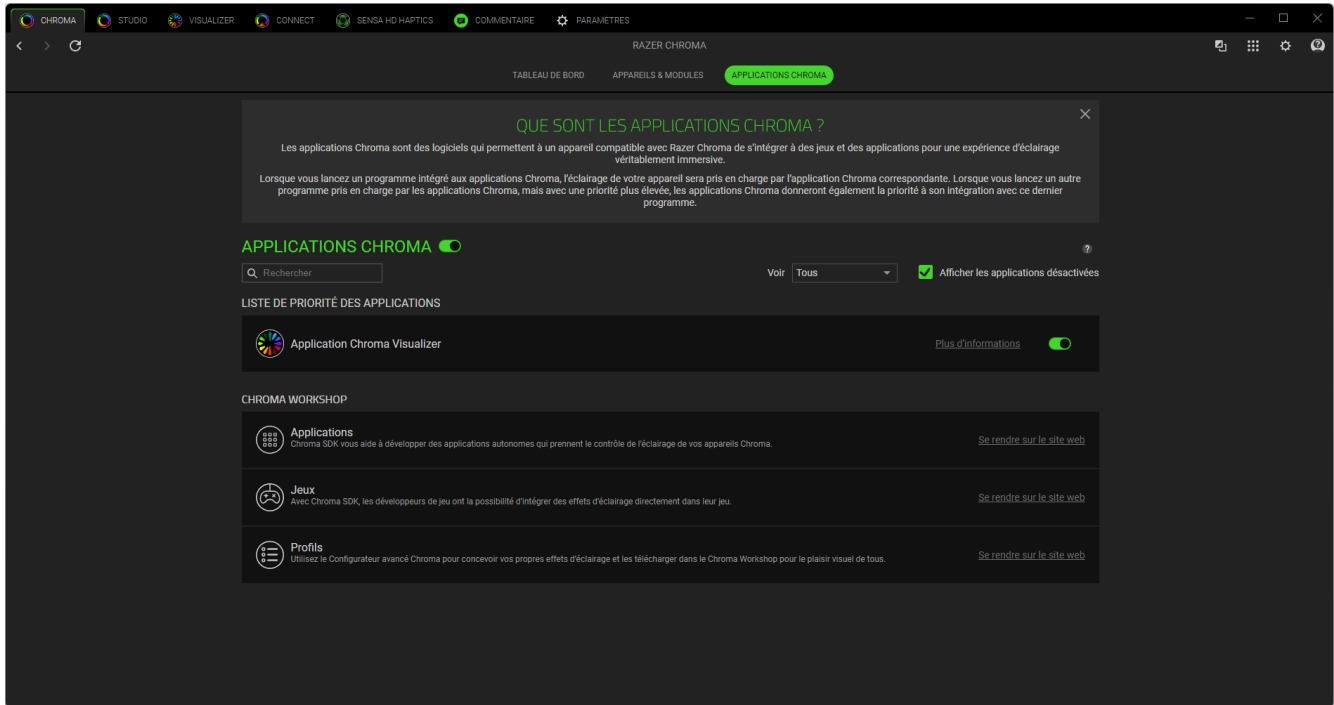 CHROMA STUDIO VISUALIZER CONNECT SENSA HD HAPTICS COMMENTAIRE PARAMÈTRES
RAZER CHROMA
TABLEAU DE BORD APPAREILS & MODULES APPLICATIONS CHROMA
QUE SONT LES APPLICATIONS CHROMA ?
Les applications Chroma sont des logiciels qui permettent à un appareil compatible avec Razer Chroma de s'intégrer à des jeux et des applications pour une expérience d'éclairage
véritablement immersive.
Lorsque vous lancez un programme intégré aux applications Chroma, l'éclairage de votre appareil sera pris en charge par l'application Chroma correspondante. Lorsque vous lancez un autre
programme pris en charge par les applications Chroma, mais avec une priorité plus élevée, les applications Chroma donneront également la priorité à son intégration avec ce dernier
programme.
APPLICATIONS CHROMA ?
Rechercher Voir Tous Afficher les applications désactivées
LISTE DE PRIORITÉ DES APPLICATIONS
Application Chroma Visualizer Plus d'informations
CHROMA WORKSHOP
Applications
Chroma SDK vous aide à développer des applications autonomes qui prennent le contrôle de l'éclairage de vos appareils Chroma.
Se rendre sur le site web
Jeux
Avec Chroma SDK, les développeurs de jeu ont la possibilité d'intégrer des effets d'éclairage directement dans leur jeu.
Se rendre sur le site web
Profils
Utilisez le Configurateur avancé Chroma pour concevoir vos propres effets d'éclairage et les télécharger dans le Chroma Workshop pour le plaisir visuel de tous.
Se rendre sur le site web